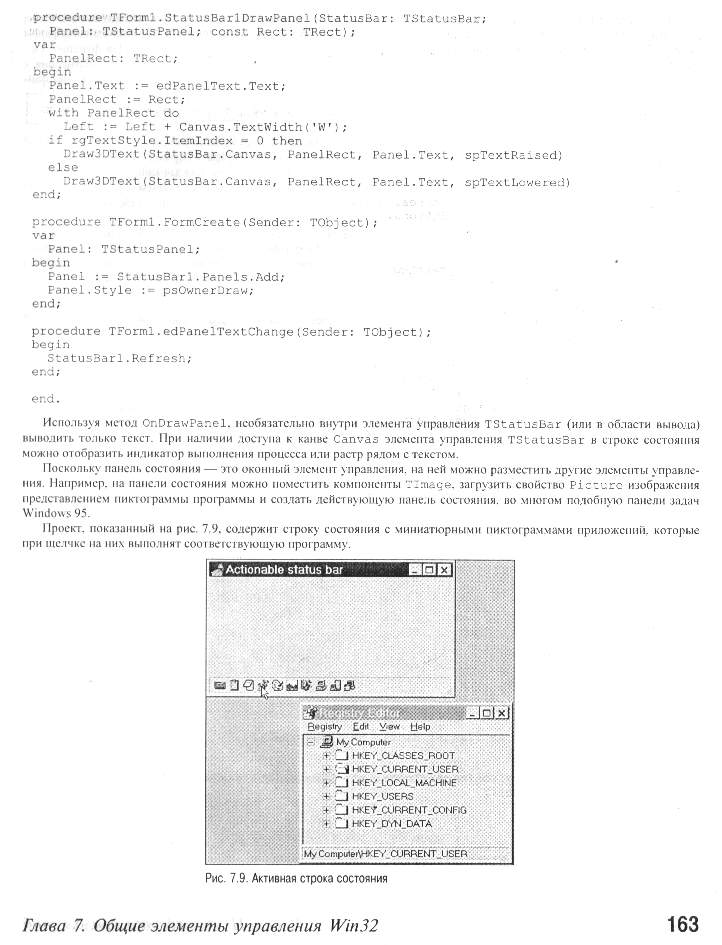 procedure TForm1.StatusBar1DrawPanel(StatusBar: TStatusBar;
Panel: TStatusPanel; const Rect: TRect);
var
PanelRect: TRect;
begin
Panel.Text := edPanelText.Text;
PanelRect := Rect;
with PanelRect do
Left := Left + Canvas.TextWidth('W');
if rgTextStyle.ItemIndex = 0 then
Draw3DText(StatusBar.Canvas, PanelRect, Panel.Text, spTextRaised)
else
Draw3DText(StatusBar.Canvas, PanelRect, Panel.Text, spTextLowered)
end;
procedure TForm1.FormCreate(Sender: TObject);
var
Panel: TStatusPanel;
begin
Panel := StatusBar1.Panels.Add;
Panel.Style := psOwnerDraw;
end;
procedure TForm1.edPanelTextChange(Sender: TObject);
begin
StatusBar1.Refresh;
end;
end.
Используя метод OnDrawPanel, необязательно внутри элемента управления TStatusBar (или в области вывода)
выводить только текст. При наличии доступа к канве Canvas элемента управления TStatusBar в строке состояния
можно отобразить индикатор выполнения процесса или растр рядом с текстом.
Поскольку панель состояния — это оконный элемент управления, на ней можно разместить другие элементы управле-
ния. Например, на панели состояния можно поместить компоненты TImage, загрузить свойство Picture изображения
представлением пиктограммы программы и создать действующую панель состояния, во многом подобную панели задач
Windows 95.
Проект, показанный на рис. 7.9, содержит строку состояния с миниатюрными пиктограммами приложений, которые
при щелчке на них выполнят соответствующую программу.
Actionable status bar
Registry Editor
Registry Edit View Help
My Computer
HKEY_CLASSES_ROOT
HKEY_CURRENT_USER
HKEY_LOCAL_MACHINE
HKEY_USERS
HKEY_CURRENT_CONFIG
HKEY_DYN_DATA
My Computer\HKEY_CURRENT_USER
Рис. 7.9. Активная строка состояния
Глава 7. Общие элементы управления Win32 163